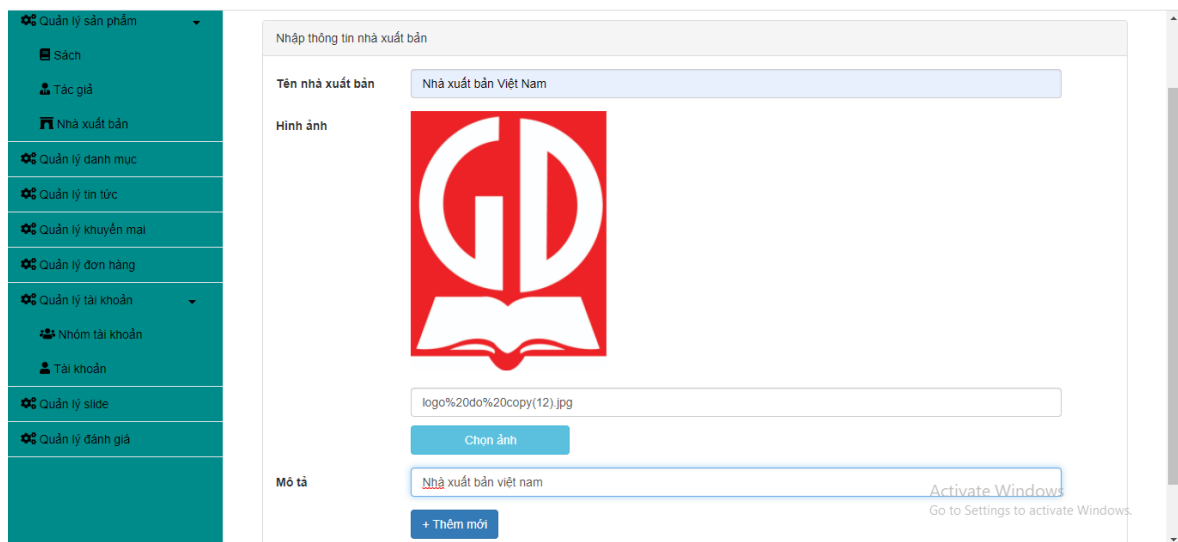 Quản lý sản phẩm
Sách
Tác giả
Nhà xuất bản
Quản lý danh mục
Quản lý tin tức
Quản lý khuyến mại
Quản lý đơn hàng
Quản lý tài khoản
Nhóm tài khoản
Tài khoản
Quản lý slide
Quản lý đánh giá
Nhập thông tin nhà xuất bản
Tên nhà xuất bản
Nhà xuất bản Việt Nam
Hình ảnh
GD
logo%20do%20copy(12).jpg
Chọn ảnh
Mô tả
Nhà xuất bản việt nam
+ Thêm mới
Activate Windows
Go to Settings to activate Windows.